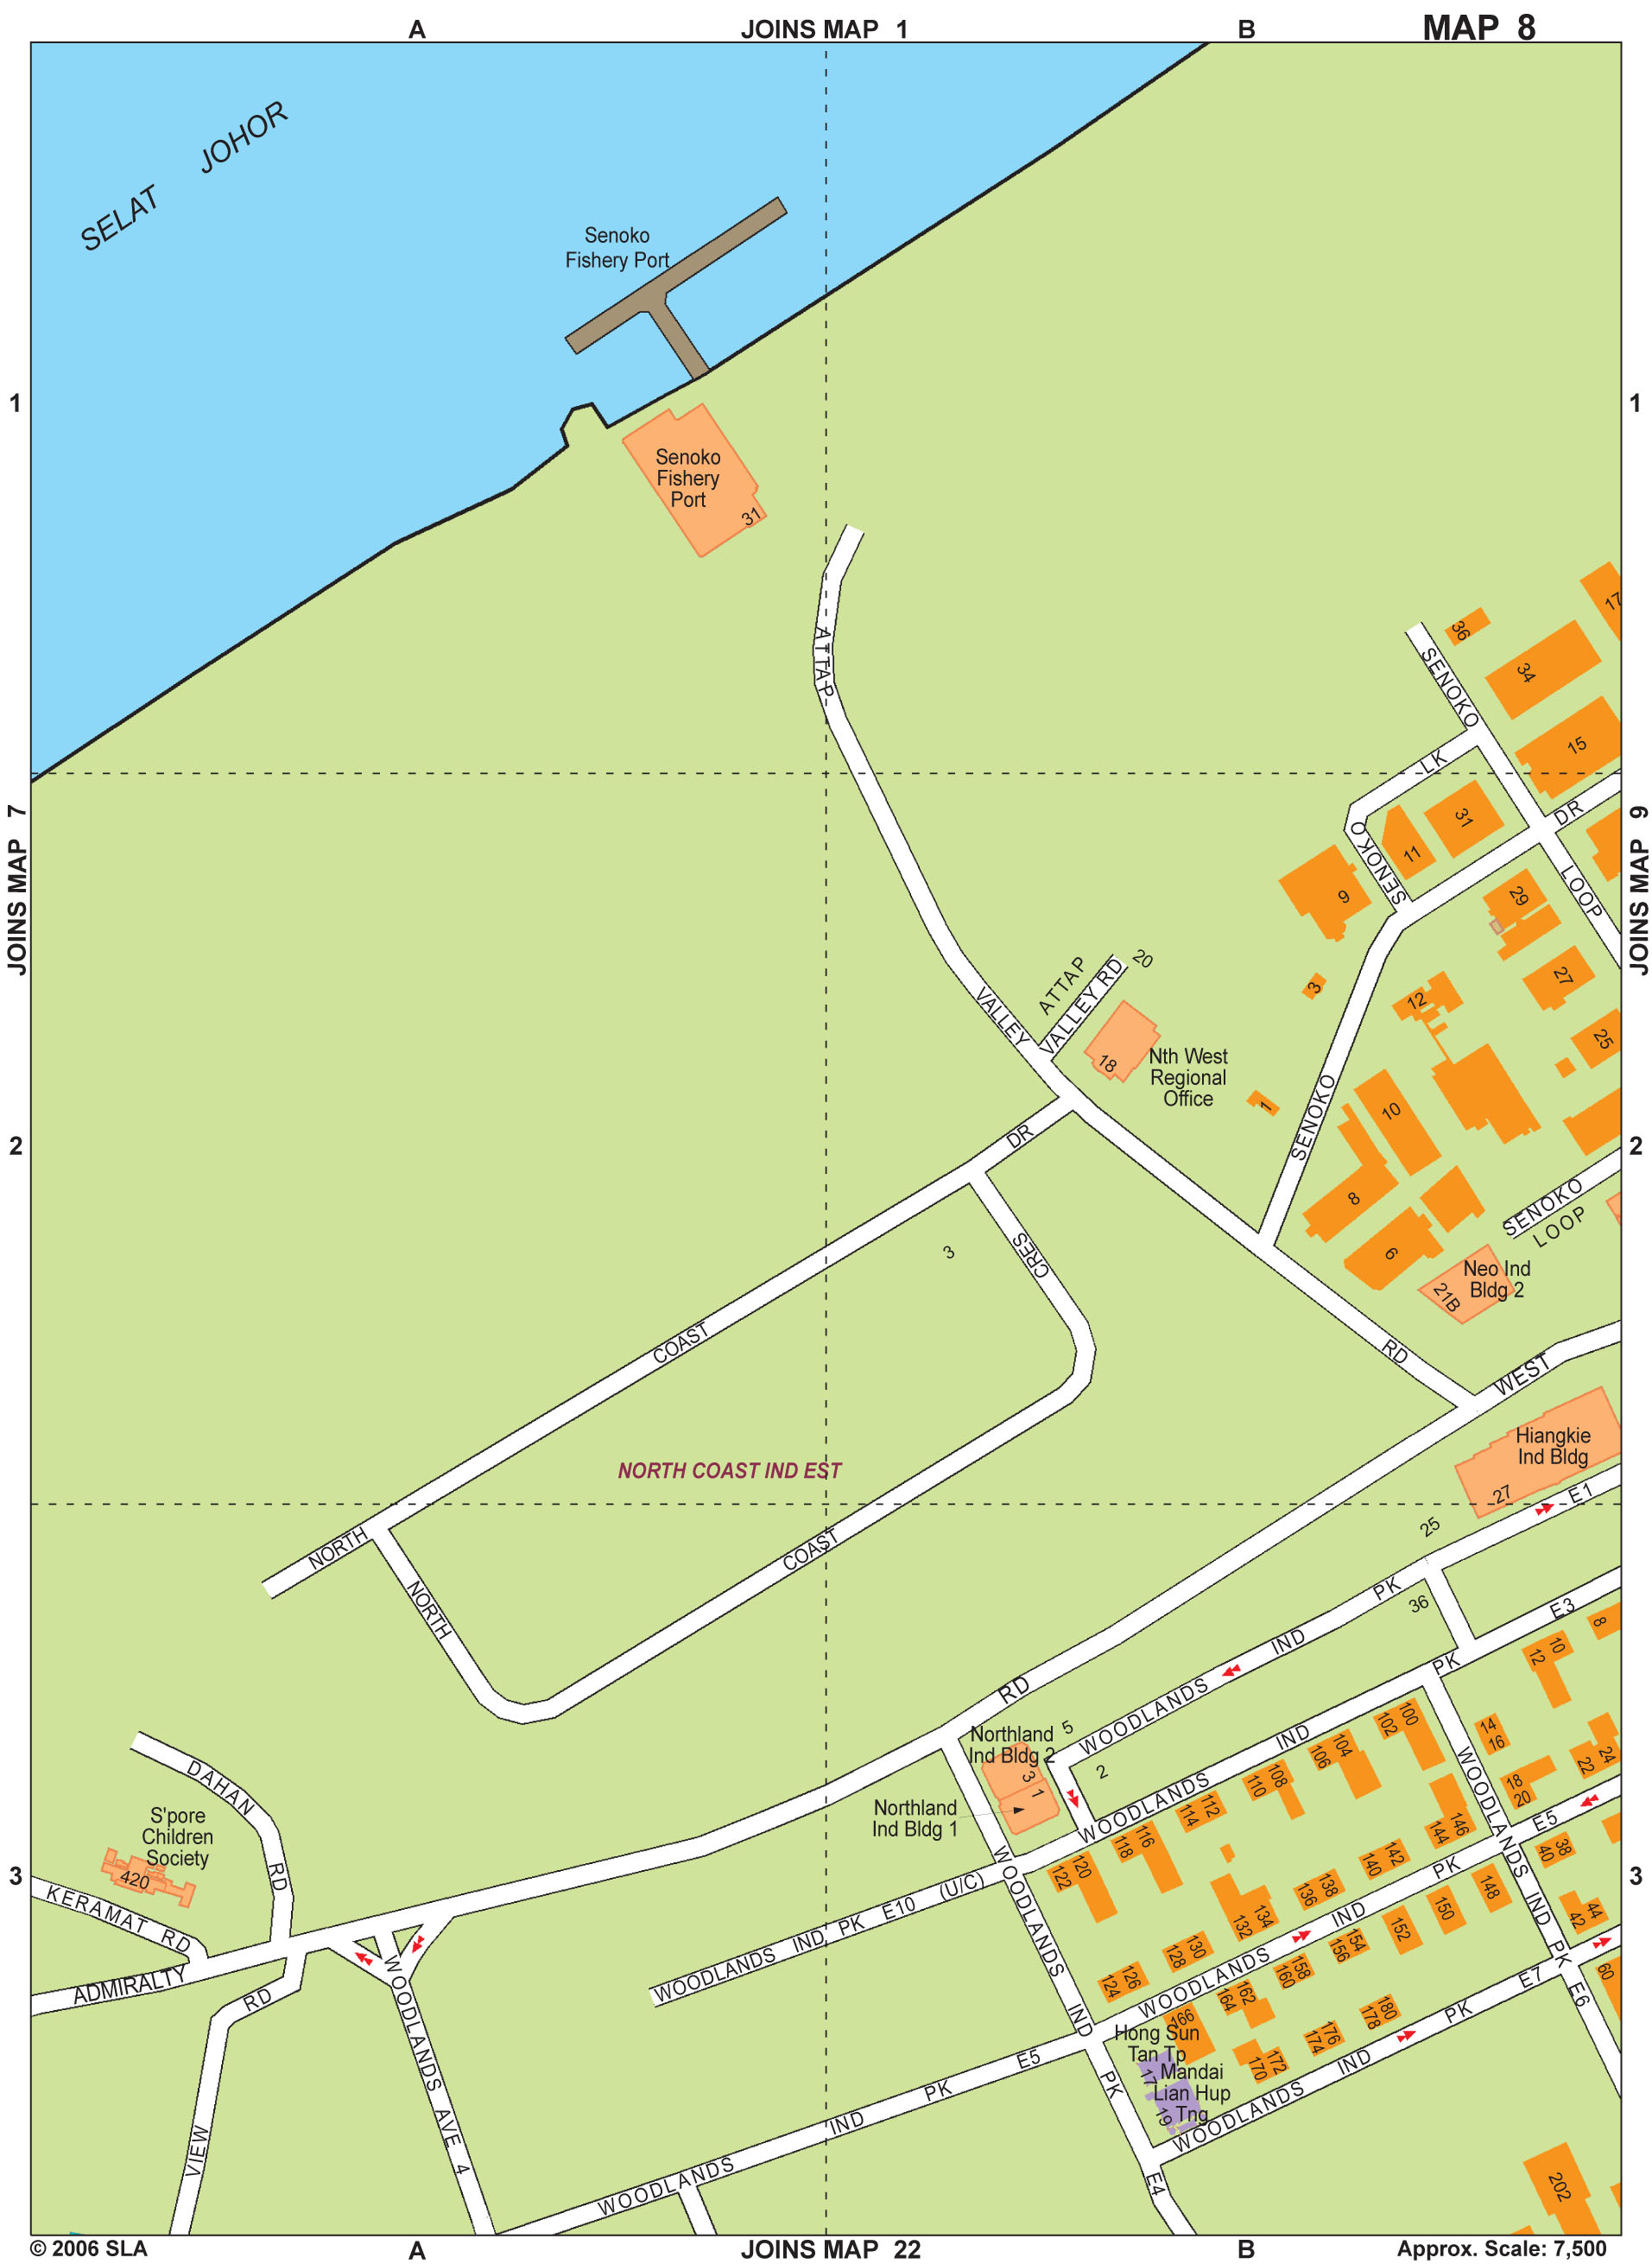 A
JOINS MAP 1
B
MAP 8
SELAT JOHOR
Senoko
Fishery Port
1
1
Senoko
Fishery
Port
31
ATTAP
VALLEY
RD
36
17
34
15
SENOKO
LOOP
LK
SENOKO
DR
SENOKO
31
11
9
29
27
25
12
3
10
1
8
6
JOINS MAP 7
JOINS MAP 9
ATTAP
VALLEY RD
20
18
Nth West
Regional
Office
2
2
SENOKO
LOOP
Neo Ind
Bldg 2
21B
DR
COAST
NORTH
CRES
COAST
NORTH
3
NORTH COAST IND EST
WEST
RD
ADMIRALTY
Hiangkie
Ind Bldg
27
E1
PK
IND
WOODLANDS
25
36
E3
PK
IND
WOODLANDS
8
10
12
5
2
Northland
Ind Bldg 2
3
1
Northland
Ind Bldg 1
100
102
104
106
108
110
112
114
116
118
120
122
14
16
18
20
22
24
DAHAN
RD
S'pore
Children
Society
420
KERAMAT RD
3
3
WOODLANDS IND PK E10 (U/C)
WOODLANDS
IND
PK
E4
WOODLANDS IND PK E6
E5
PK
IND
WOODLANDS
146
144
142
140
138
136
134
132
130
128
126
124
38
40
42
44
148
150
152
154
156
158
160
162
164
166
60
E7
PK
IND
WOODLANDS
180
178
176
174
172
170
Hong Sun
Tan Tp
17
Mandai
Lian Hup
Tng
19
RD
VIEW
WOODLANDS AVE 4
WOODLANDS IND PK E5
202
© 2006 SLA
A
JOINS MAP 22
B
Approx. Scale: 7,500